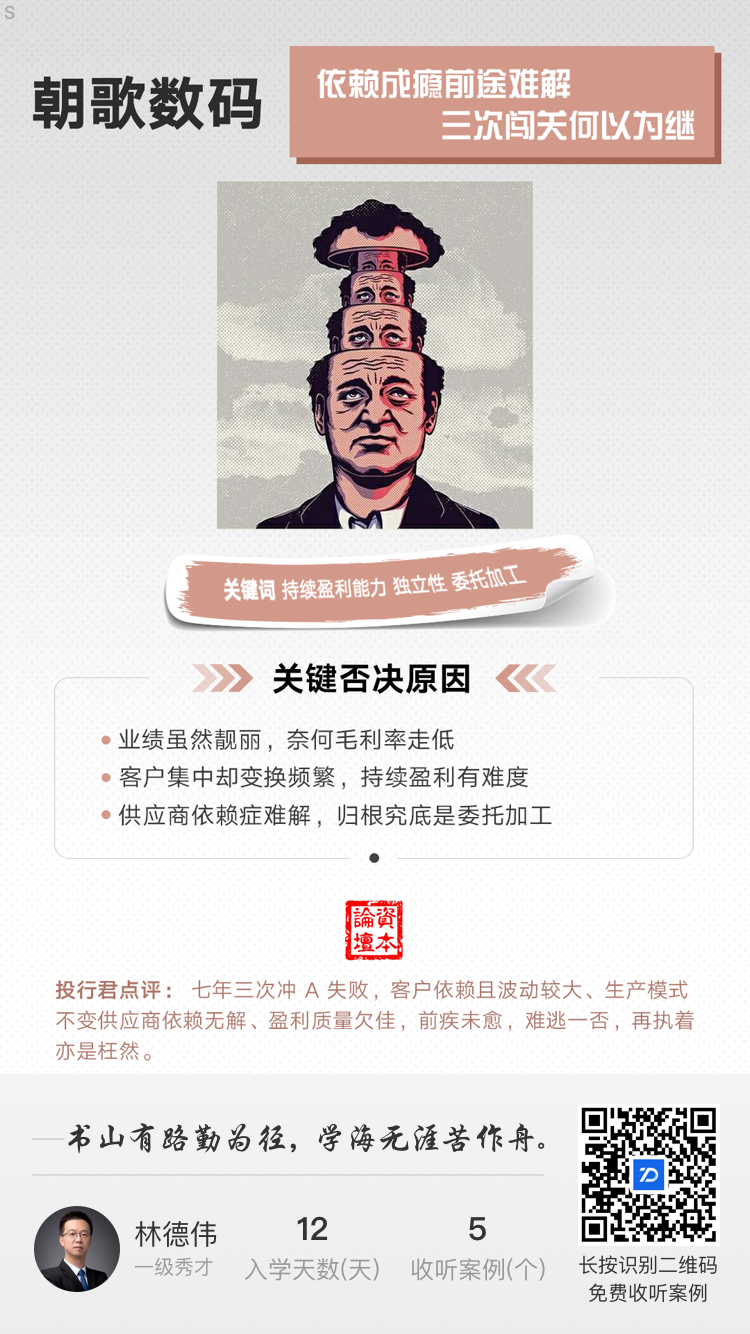 S
朝歌数码
依赖成瘾前途难解
三次闯关何以为继
关键词 持续盈利能力 独立性 委托加工
关键否决原因
业绩虽然靓丽，奈何毛利率走低
客户集中却变换频繁，持续盈利有难度
供应商依赖症难解，归根究底是委托加工
資本
論壇
投行君点评： 七年三次冲 A 失败，客户依赖且波动较大、生产模式
不变供应商依赖无解、盈利质量欠佳，前疾未愈，难逃一否，再执着
亦是枉然。
书山有路勤为径，学海无涯苦作舟。
林德伟
一级秀才
12
入学天数(天)
5
收听案例(个)
长按识别二维码
免费收听案例